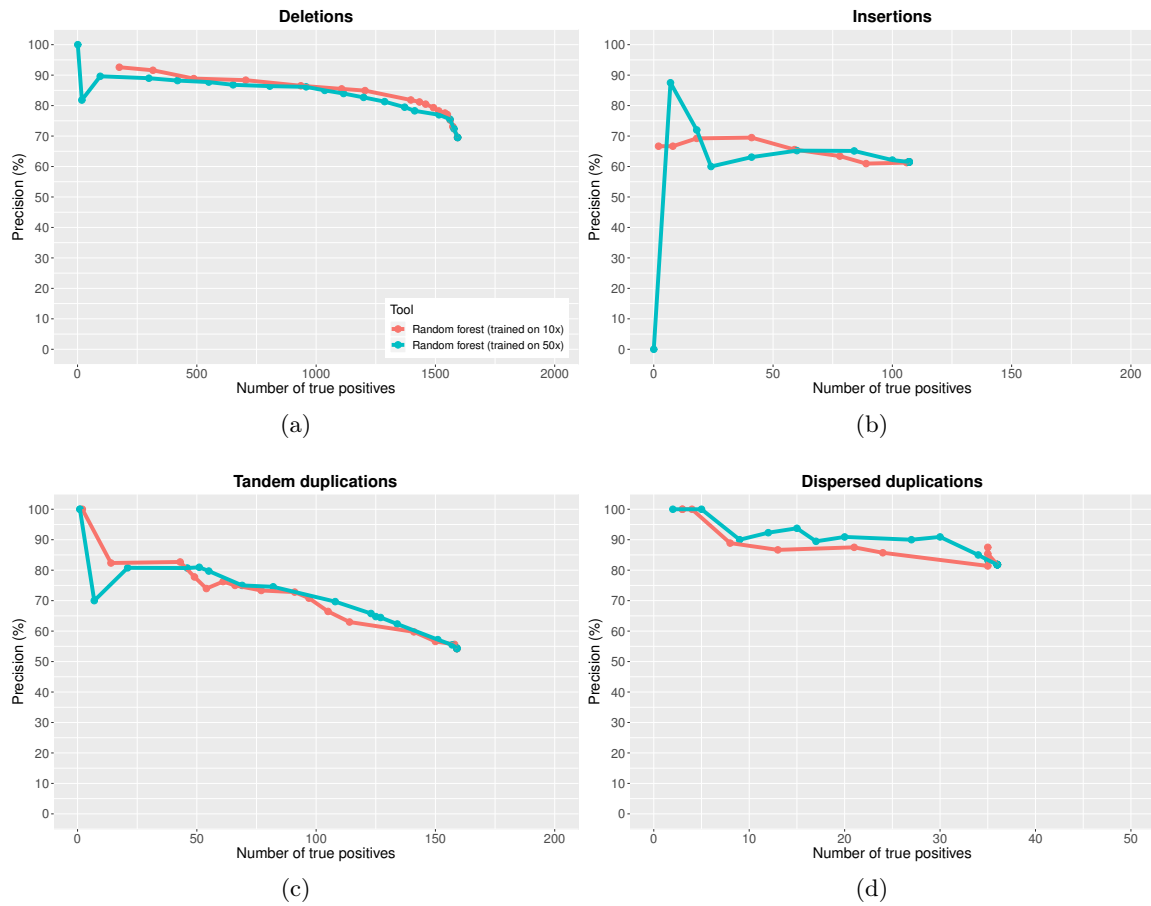 Deletions
Precision (%)
100
90
80
70
60
50
40
30
20
10
0
Tool
Random forest (trained on 10x)
Random forest (trained on 50x)
0 500 1000 1500 2000
Number of true positives
(a)
Insertions
Precision (%)
100
90
80
70
60
50
40
30
20
10
0
0 50 100 150 200
Number of true positives
(b)
Tandem duplications
Precision (%)
100
90
80
70
60
50
40
30
20
10
0
0 50 100 150 200
Number of true positives
(c)
Dispersed duplications
Precision (%)
100
90
80
70
60
50
40
30
20
10
0
0 10 20 30 40 50
Number of true positives
(d)